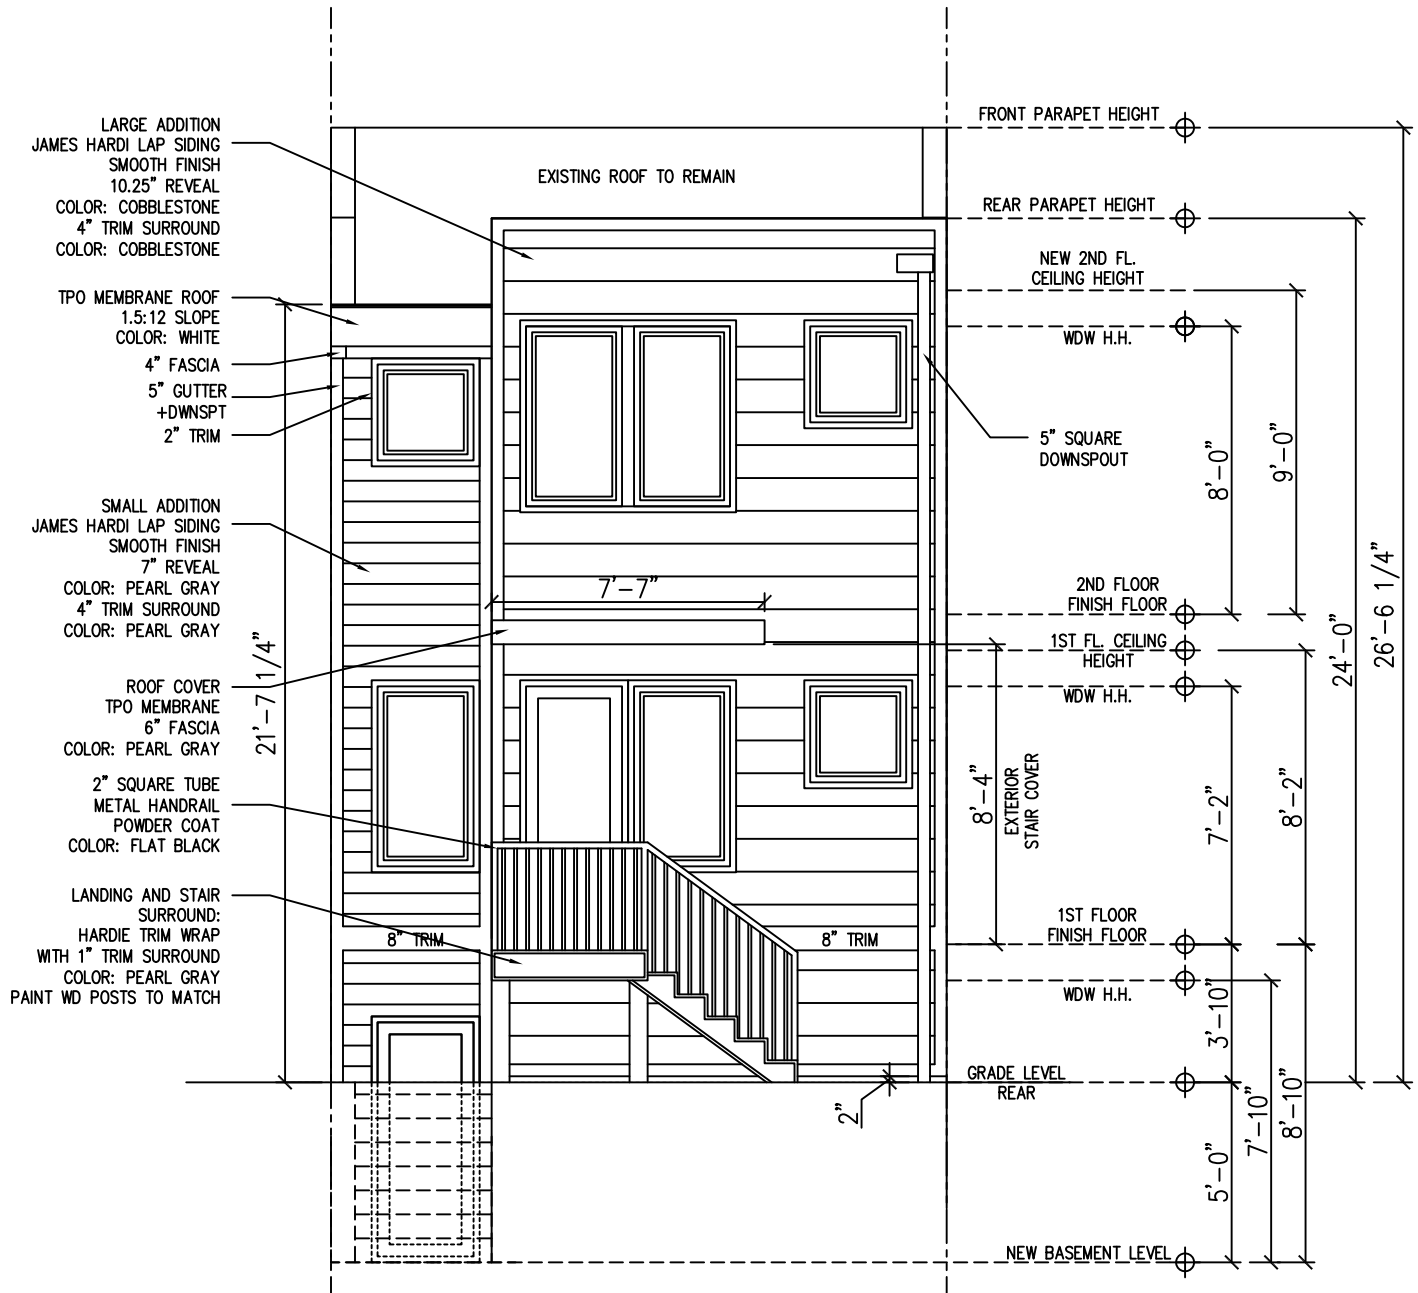 LARGE ADDITION
JAMES HARDI LAP SIDING
SMOOTH FINISH
10.25" REVEAL
COLOR: COBBLESTONE
4" TRIM SURROUND
COLOR: COBBLESTONE
TPO MEMBRANE ROOF
1.5:12 SLOPE
COLOR: WHITE
4" FASCIA
5" GUTTER
+DWNSPT
2" TRIM
SMALL ADDITION
JAMES HARDI LAP SIDING
SMOOTH FINISH
7" REVEAL
COLOR: PEARL GRAY
4" TRIM SURROUND
COLOR: PEARL GRAY
ROOF COVER
TPO MEMBRANE
6" FASCIA
COLOR: PEARL GRAY
2" SQUARE TUBE
METAL HANDRAIL
POWDER COAT
COLOR: FLAT BLACK
LANDING AND STAIR
SURROUND:
HARDIE TRIM WRAP
WITH 1" TRIM SURROUND
COLOR: PEARL GRAY
PAINT WD POSTS TO MATCH
21'-7 1/4"
EXISTING ROOF TO REMAIN
7'-7"
8" TRIM
8" TRIM
2"
FRONT PARAPET HEIGHT
REAR PARAPET HEIGHT
NEW 2ND FL.
CEILING HEIGHT
WDW H.H.
5" SQUARE
DOWNSPOUT
2ND FLOOR
FINISH FLOOR
1ST FL. CEILING
HEIGHT
WDW H.H.
8'-4"
EXTERIOR
STAIR COVER
1ST FLOOR
FINISH FLOOR
WDW H.H.
GRADE LEVEL
REAR
NEW BASEMENT LEVEL
8'-0"
9'-0"
24'-0"
26'-6 1/4"
7'-2"
8'-2"
3'-10"
5'-0"
7'-10"
8'-10"